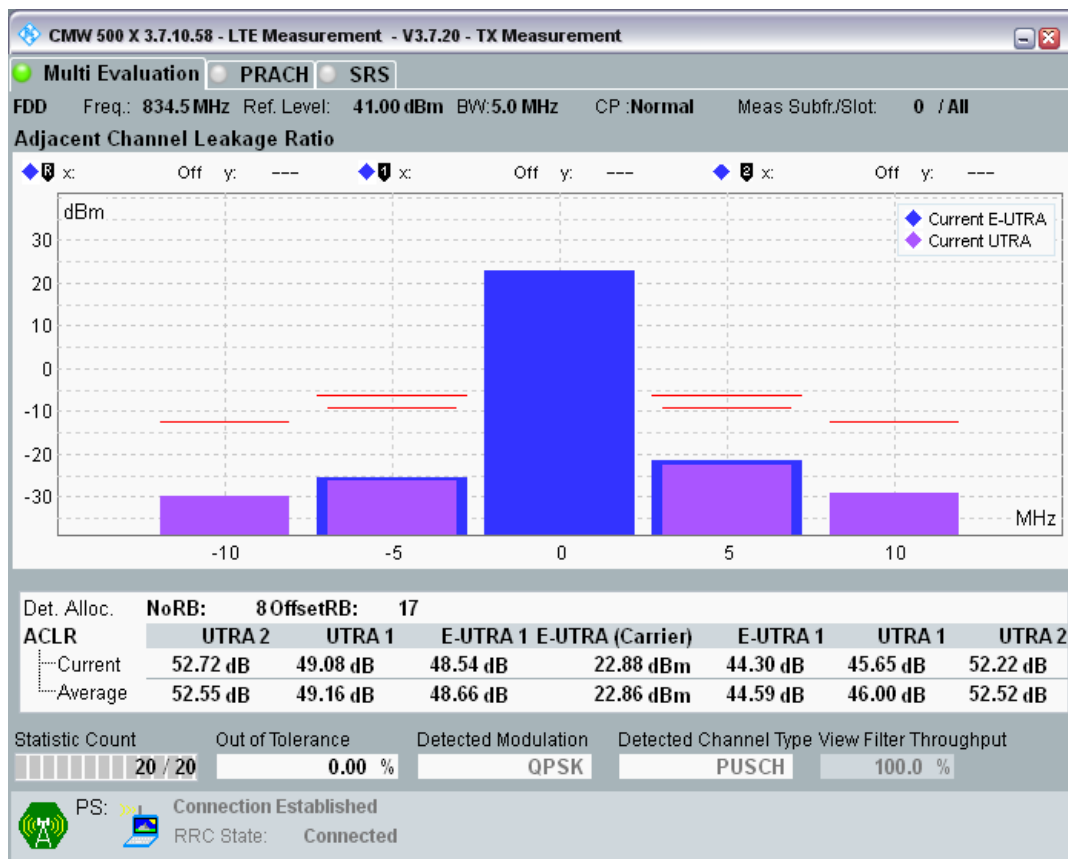 CMW 500 X 3.7.10.58 - LTE Measurement - V3.7.20 - TX Measurement
Multi Evaluation PRACH SRS
FDD Freq.: 834.5 MHz Ref. Level: 41.00 dBm BW:5.0 MHz CP :Normal Meas Subfr./Slot: 0 / All
Adjacent Channel Leakage Ratio
R x: Off y: --- 1 x: Off y: --- 2 x: Off y: ---
dBm
Current E-UTRA
Current UTRA
30
20
10
0
-10
-20
-30
MHz
-10 -5 0 5 10
Det. Alloc. NoRB: 8 OffsetRB: 17
ACLR UTRA 2 UTRA 1 E-UTRA 1 E-UTRA (Carrier) E-UTRA 1 UTRA 1 UTRA 2
Current 52.72 dB 49.08 dB 48.54 dB 22.88 dBm 44.30 dB 45.65 dB 52.22 dB
Average 52.55 dB 49.16 dB 48.66 dB 22.86 dBm 44.59 dB 46.00 dB 52.52 dB
Statistic Count Out of Tolerance Detected Modulation Detected Channel Type View Filter Throughput
20 / 20 0.00 % QPSK PUSCH 100.0 %
PS: Connection Established
RRC State: Connected